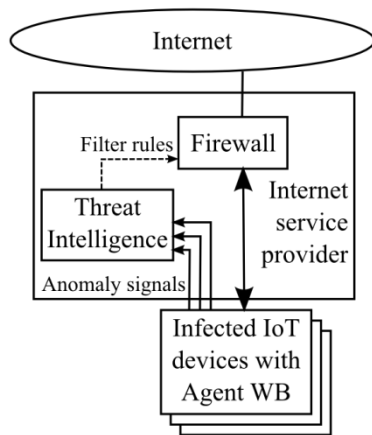 Internet
Filter rules
Firewall
Internet
service
provider
Threat
Intelligence
Anomaly signals
Infected IoT
devices with
Agent WB